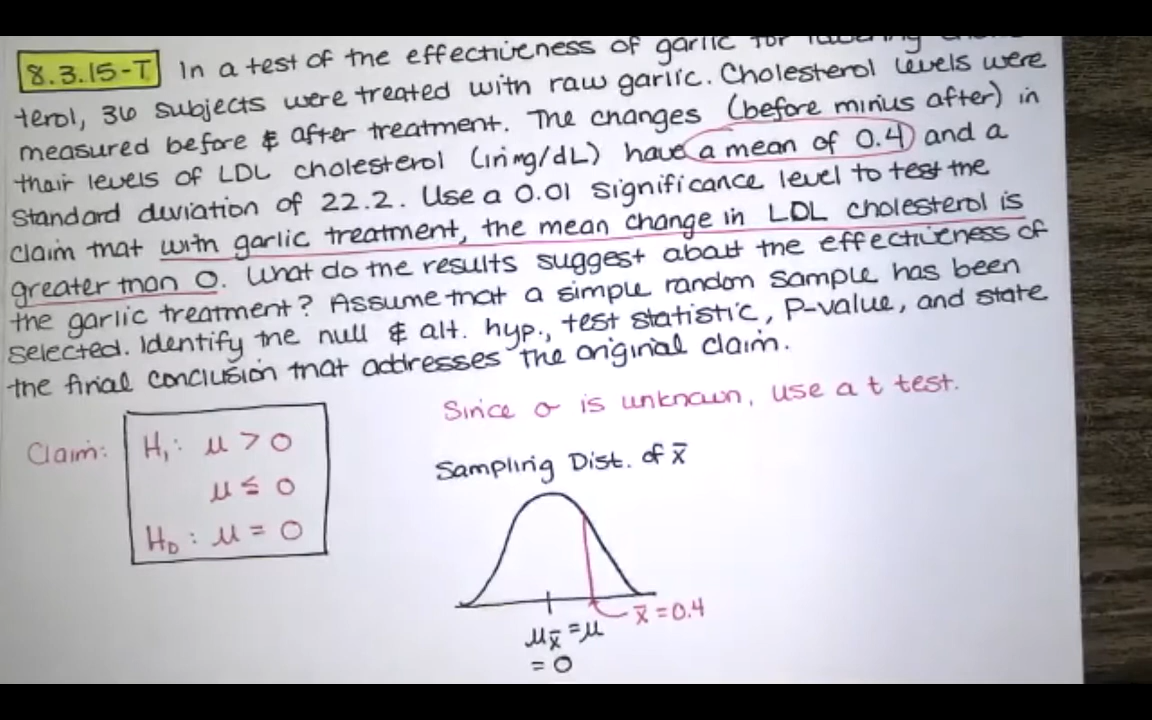 8.3.15-T In a test of the effectiveness of garlic for
terol, 36 subjects were treated with raw garlic. Cholesterol levels were
measured before & after treatment. The changes (before minus after) in
their levels of LDL cholesterol (in mg/dL) have a mean of 0.4 and a
standard deviation of 22.2. Use a 0.01 significance level to test the
claim that with garlic treatment, the mean change in LDL cholesterol is
greater than 0. What do the results suggest about the effectiveness of
the garlic treatment? Assume that a simple random sample has been
selected. Identify the null & alt. hyp., test statistic, P-value, and state
the final conclusion that addresses the original claim.
Since σ is unknown, use a t test.
Claim: H₁: μ > 0
μ ≤ 0
H₀: μ = 0
Sampling Dist. of x̄
x̄ = 0.4
μx̄ = μ
= 0